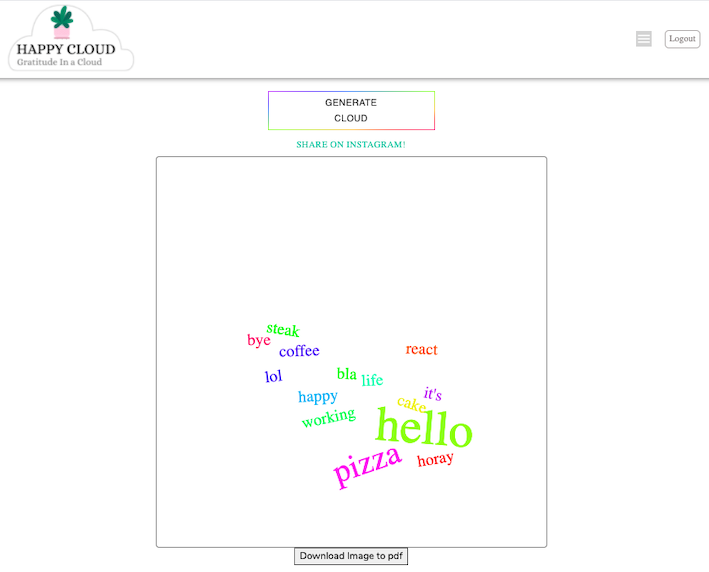 HAPPY CLOUD
Gratitude In a Cloud
Logout
GENERATE
CLOUD
SHARE ON INSTAGRAM!
steak
bye
coffee
react
lol
bla
life
happy
it's
cake
working
hello
pizza
horay
Download Image to pdf